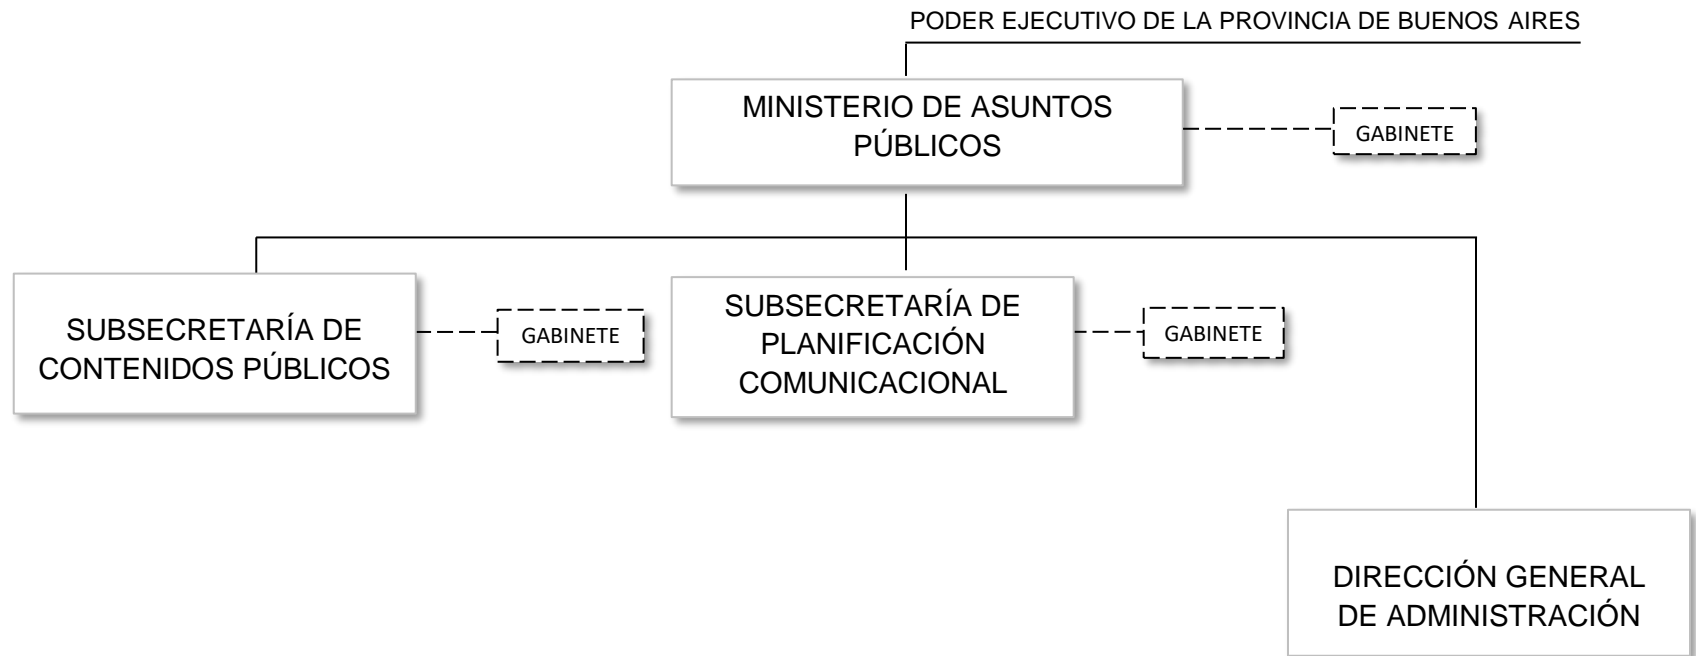 PODER EJECUTIVO DE LA PROVINCIA DE BUENOS AIRES
MINISTERIO DE ASUNTOS
PÚBLICOS
GABINETE
SUBSECRETARÍA DE
CONTENIDOS PÚBLICOS
GABINETE
SUBSECRETARÍA DE
PLANIFICACIÓN
COMUNICACIONAL
GABINETE
DIRECCIÓN GENERAL
DE ADMINISTRACIÓN